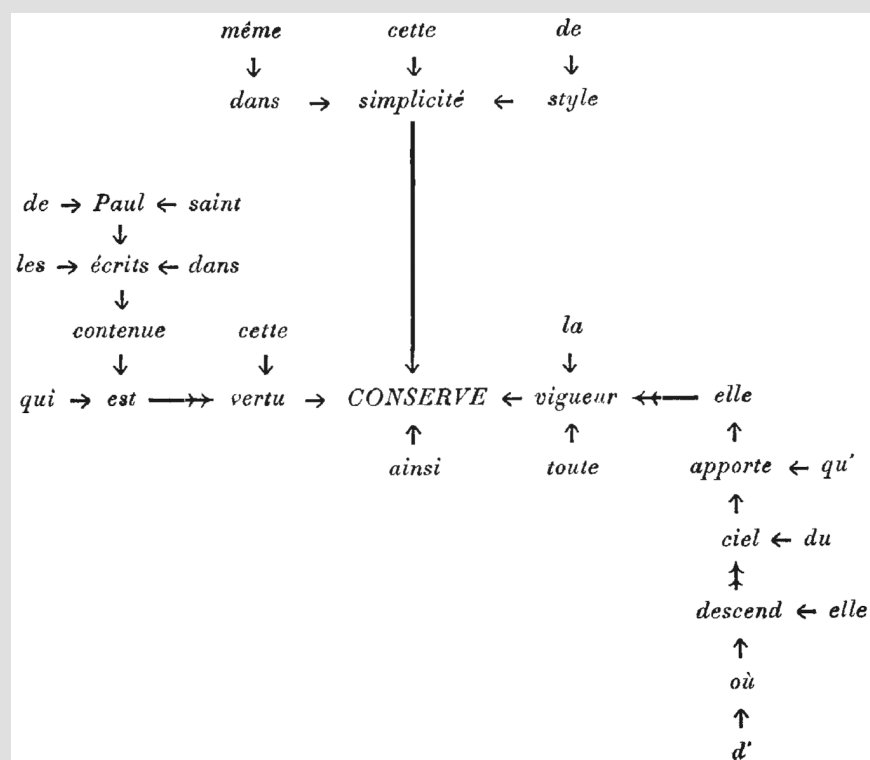 même cette de
dans → simplicité ← style
de → Paul ← saint
les → écrits ← dans
contenue cette la
qui → est →→ vertu → CONSERVE ← vigueur ←← elle
ainsi toute apporte ← qu'
ciel ← du
descend ← elle
où
d'